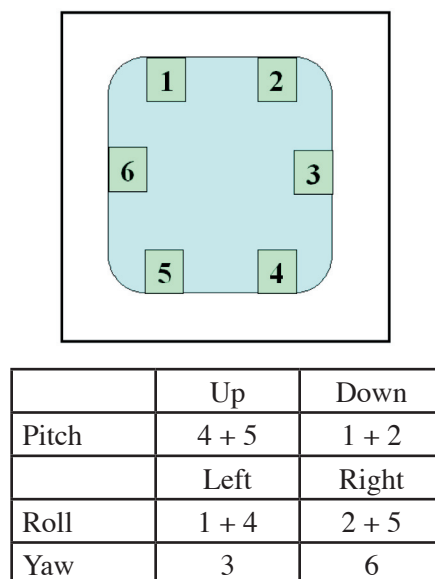 1 2
6 3
5 4
Up Down
Pitch 4 + 5 1 + 2
Left Right
Roll 1 + 4 2 + 5
Yaw 3 6